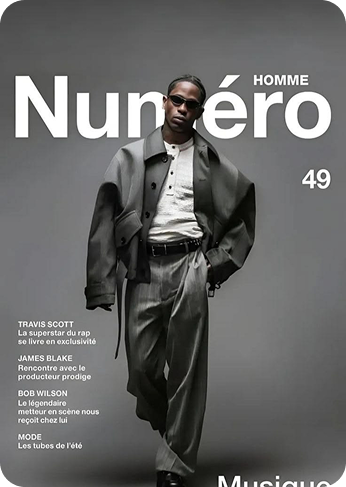 HOMME
Numéro
49
TRAVIS SCOTT
La superstar du rap
se livre en exclusivité
JAMES BLAKE
Rencontre avec le
producteur prodige
BOB WILSON
Le légendaire
metteur en scène nous
reçoit chez lui
MODE
Les tubes de l'été
Musique